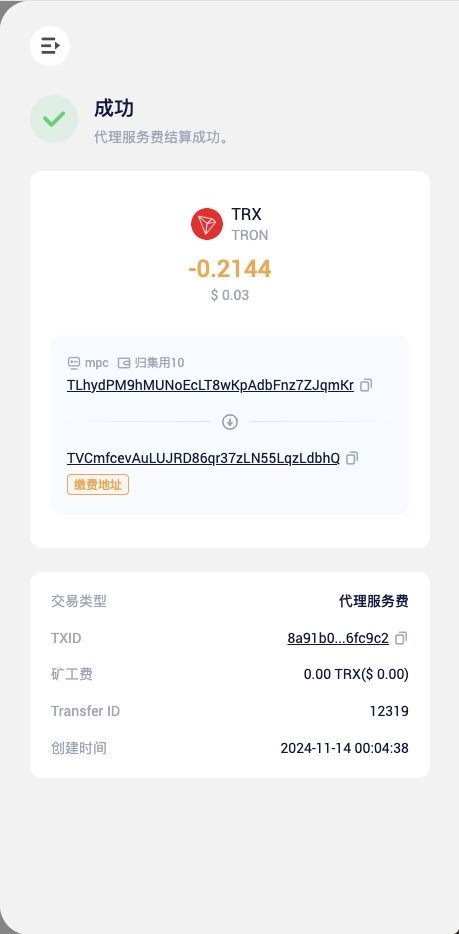 成功
代理服务费结算成功。
TRX
TRON
-0.2144
$ 0.03
mpc 归集用10
TLhydPM9hMUNoEcLT8wKpAdbFnz7ZJqmKr
TVCmfcevAuLUJRD86qr37zLN55LqzLdbhQ
缴费地址
交易类型 代理服务费
TXID 8a91b0...6fc9c2
矿工费 0.00 TRX($ 0.00)
Transfer ID 12319
创建时间 2024-11-14 00:04:38